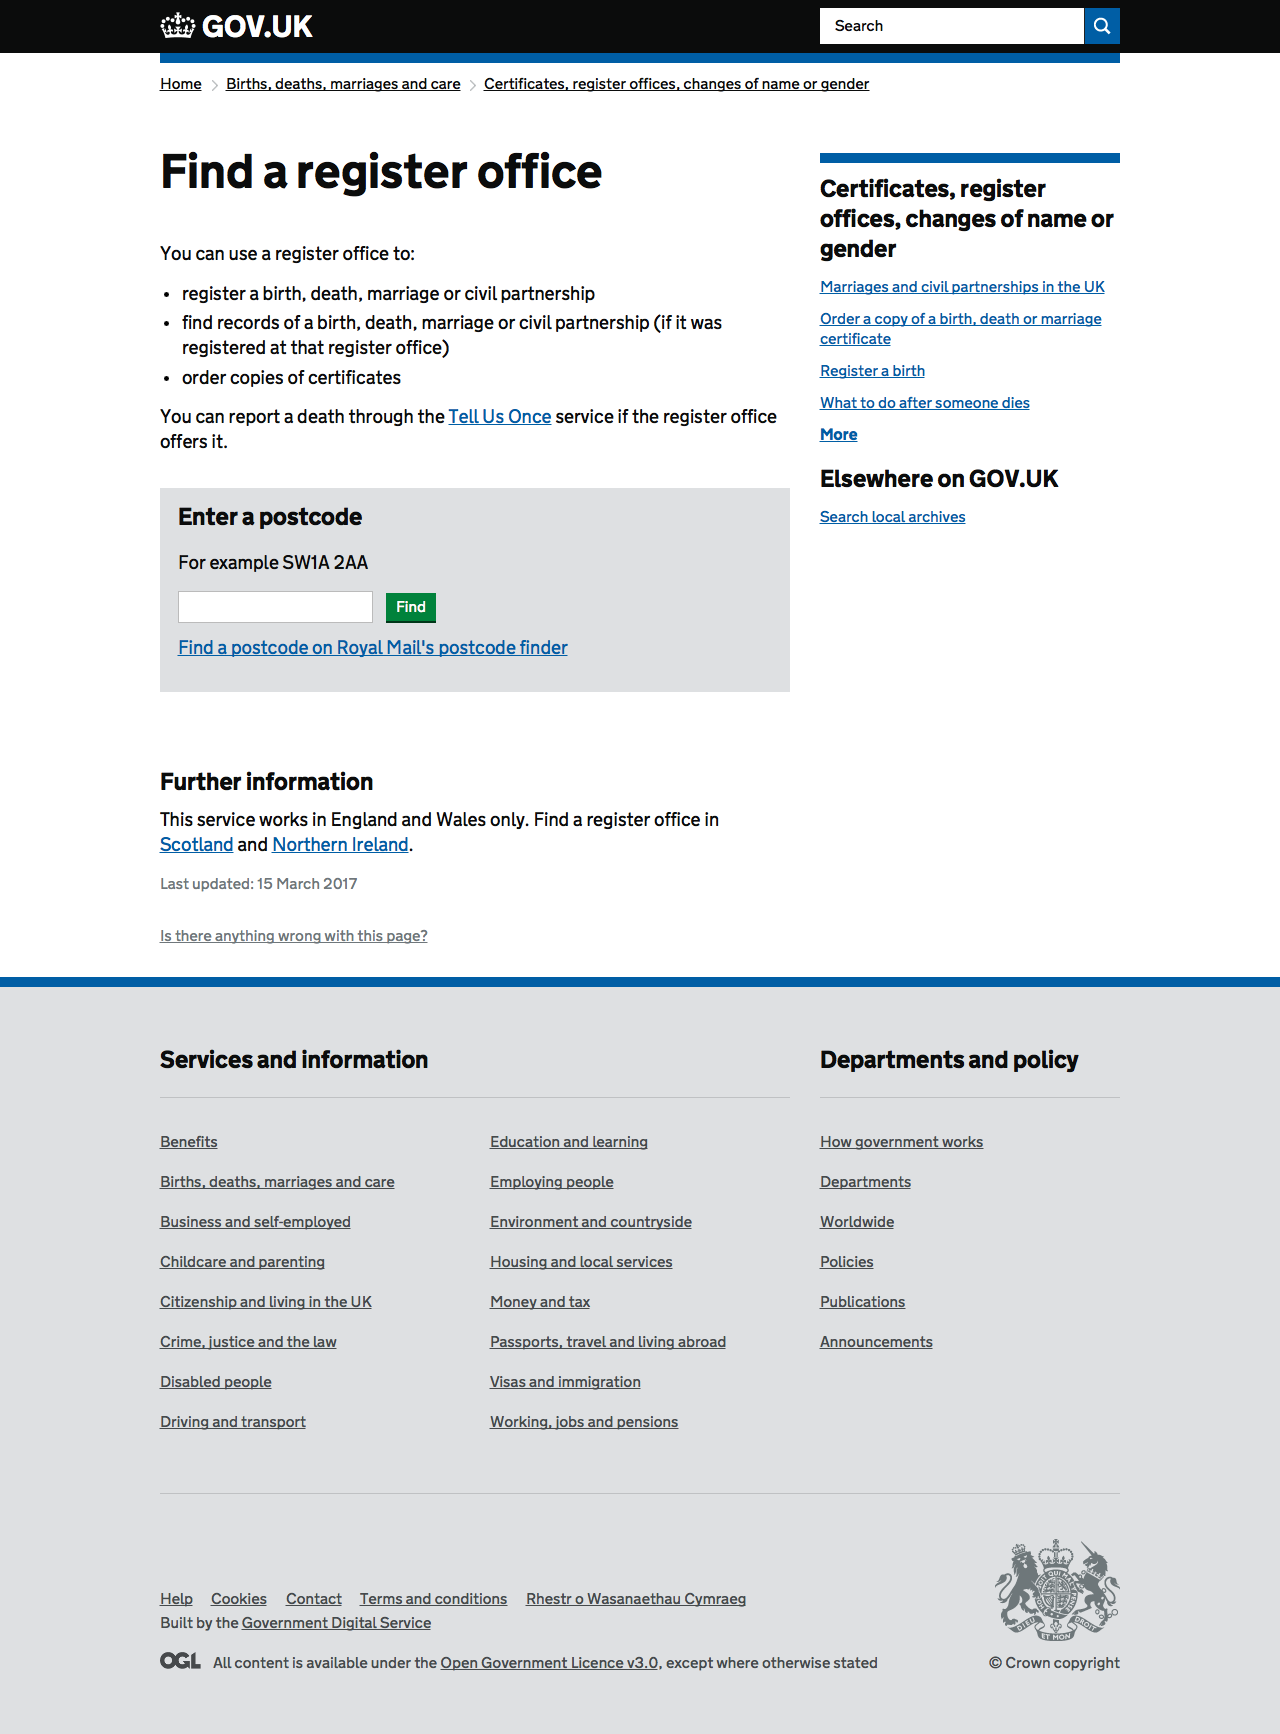 GOV.UK
Search
Home
Births, deaths, marriages and care
Certificates, register offices, changes of name or gender
Find a register office
You can use a register office to:
• register a birth, death, marriage or civil partnership
• find records of a birth, death, marriage or civil partnership (if it was
registered at that register office)
• order copies of certificates
You can report a death through the Tell Us Once service if the register office
offers it.
Enter a postcode
For example SW1A 2AA
Find
Find a postcode on Royal Mail's postcode finder
Further information
This service works in England and Wales only. Find a register office in
Scotland and Northern Ireland.
Last updated: 15 March 2017
Is there anything wrong with this page?
Certificates, register
offices, changes of name or
gender
Marriages and civil partnerships in the UK
Order a copy of a birth, death or marriage
certificate
Register a birth
What to do after someone dies
More
Elsewhere on GOV.UK
Search local archives
Services and information
Benefits
Births, deaths, marriages and care
Business and self-employed
Childcare and parenting
Citizenship and living in the UK
Crime, justice and the law
Disabled people
Driving and transport
Education and learning
Employing people
Environment and countryside
Housing and local services
Money and tax
Passports, travel and living abroad
Visas and immigration
Working, jobs and pensions
Departments and policy
How government works
Departments
Worldwide
Policies
Publications
Announcements
Help
Cookies
Contact
Terms and conditions
Rhestr o Wasanaethau Cymraeg
Built by the Government Digital Service
OGL
All content is available under the Open Government Licence v3.0, except where otherwise stated
DIEU ET MON DROIT
© Crown copyright